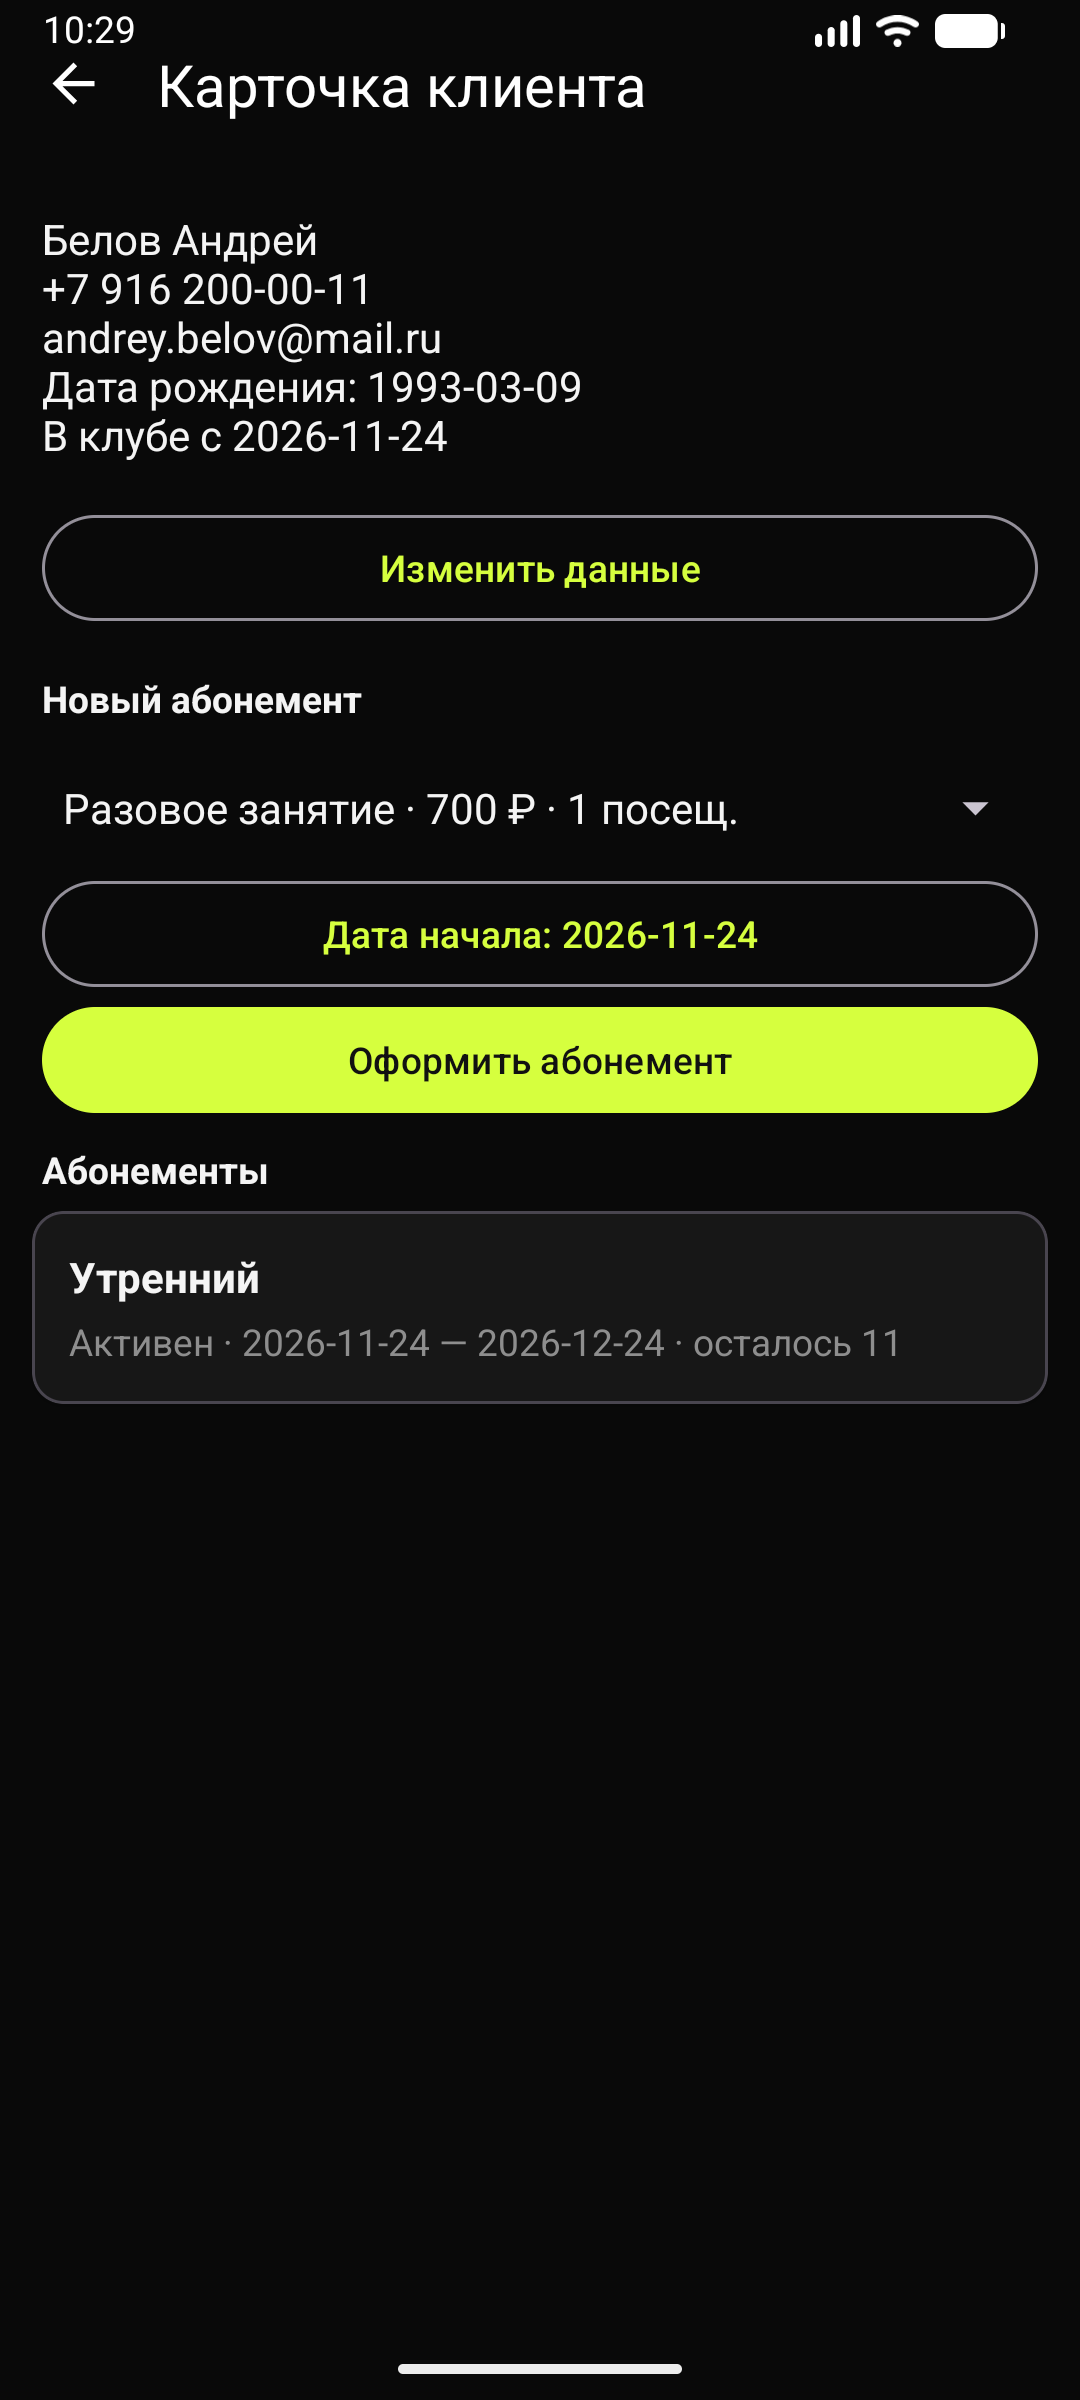 10:29
Карточка клиента
Белов Андрей
+7 916 200-00-11
andrey.belov@mail.ru
Дата рождения: 1993-03-09
В клубе с 2026-11-24
Изменить данные
Новый абонемент
Разовое занятие · 700 ₽ · 1 посещ.
Дата начала: 2026-11-24
Оформить абонемент
Абонементы
Утренний
Активен · 2026-11-24 — 2026-12-24 · осталось 11